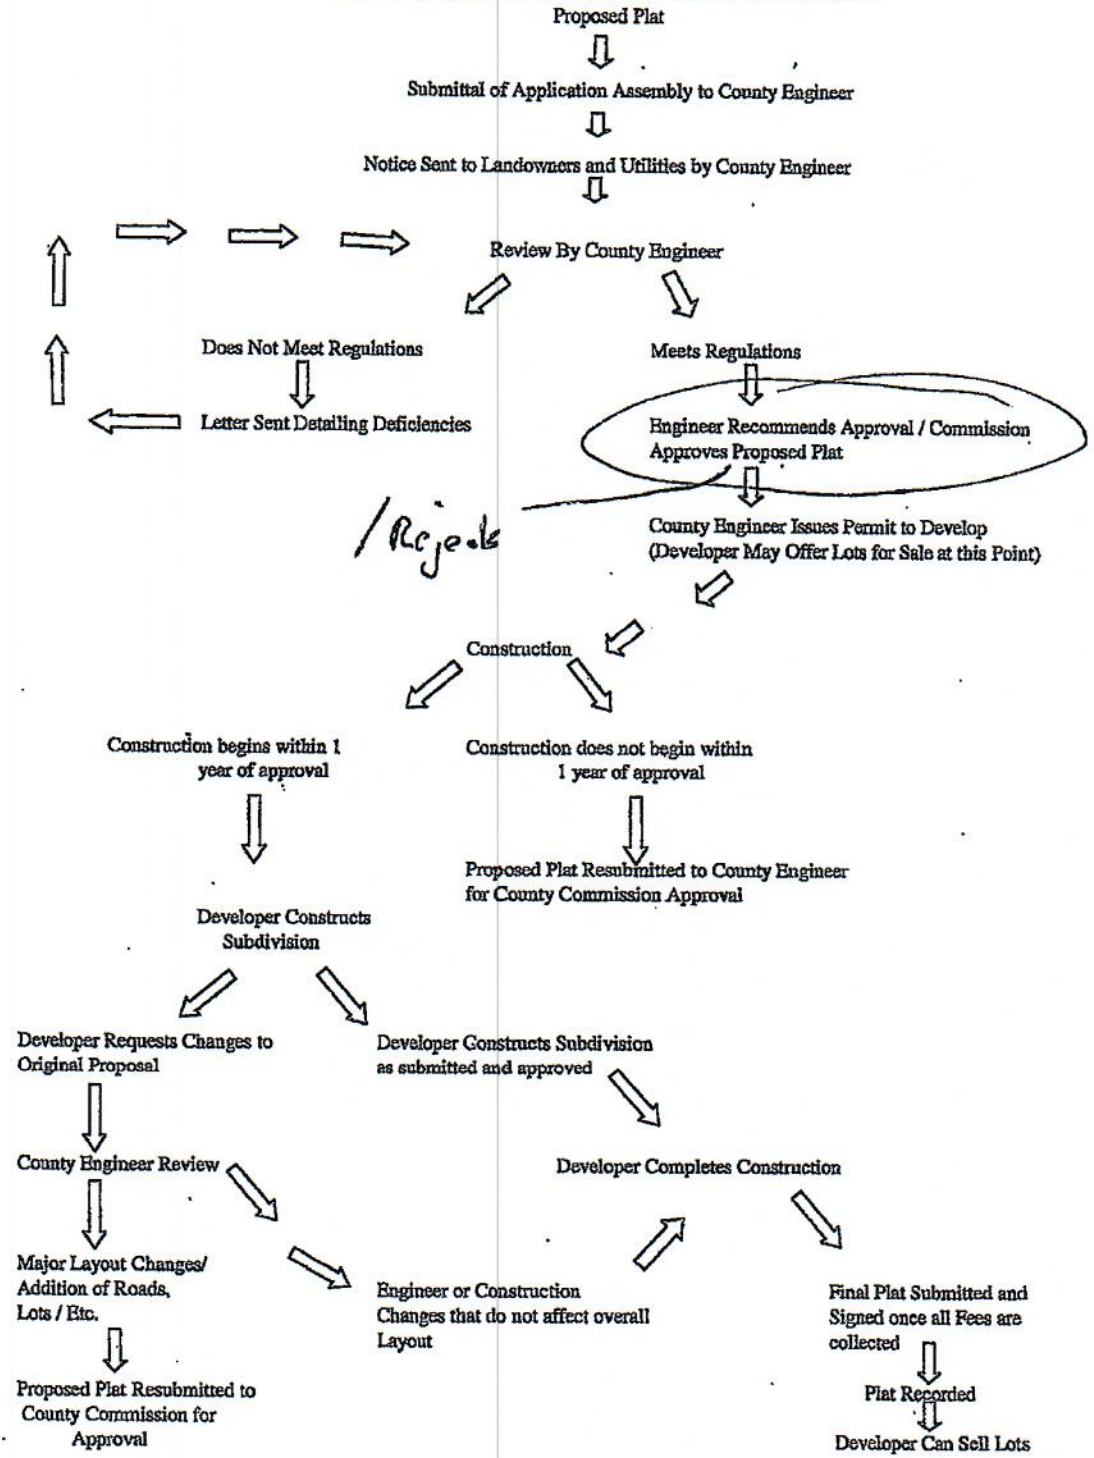 Proposed Plat
Submittal of Application Assembly to County Engineer
Notice Sent to Landowners and Utilities by County Engineer
Review By County Engineer
Does Not Meet Regulations
Meets Regulations
Letter Sent Detailing Deficiencies
Engineer Recommends Approval / Commission
Approves Proposed Plat
/Rejects
County Engineer Issues Permit to Develop
(Developer May Offer Lots for Sale at this Point)
Construction
Construction begins within 1
year of approval
Construction does not begin within
1 year of approval
Proposed Plat Resubmitted to County Engineer
for County Commission Approval
Developer Constructs
Subdivision
Developer Requests Changes to
Original Proposal
Developer Constructs Subdivision
as submitted and approved
County Engineer Review
Developer Completes Construction
Major Layout Changes/
Addition of Roads,
Lots / Etc.
Engineer or Construction
Changes that do not affect overall
Layout
Final Plat Submitted and
Signed once all Fees are
collected
Proposed Plat Resubmitted to
County Commission for
Approval
Plat Recorded
Developer Can Sell Lots